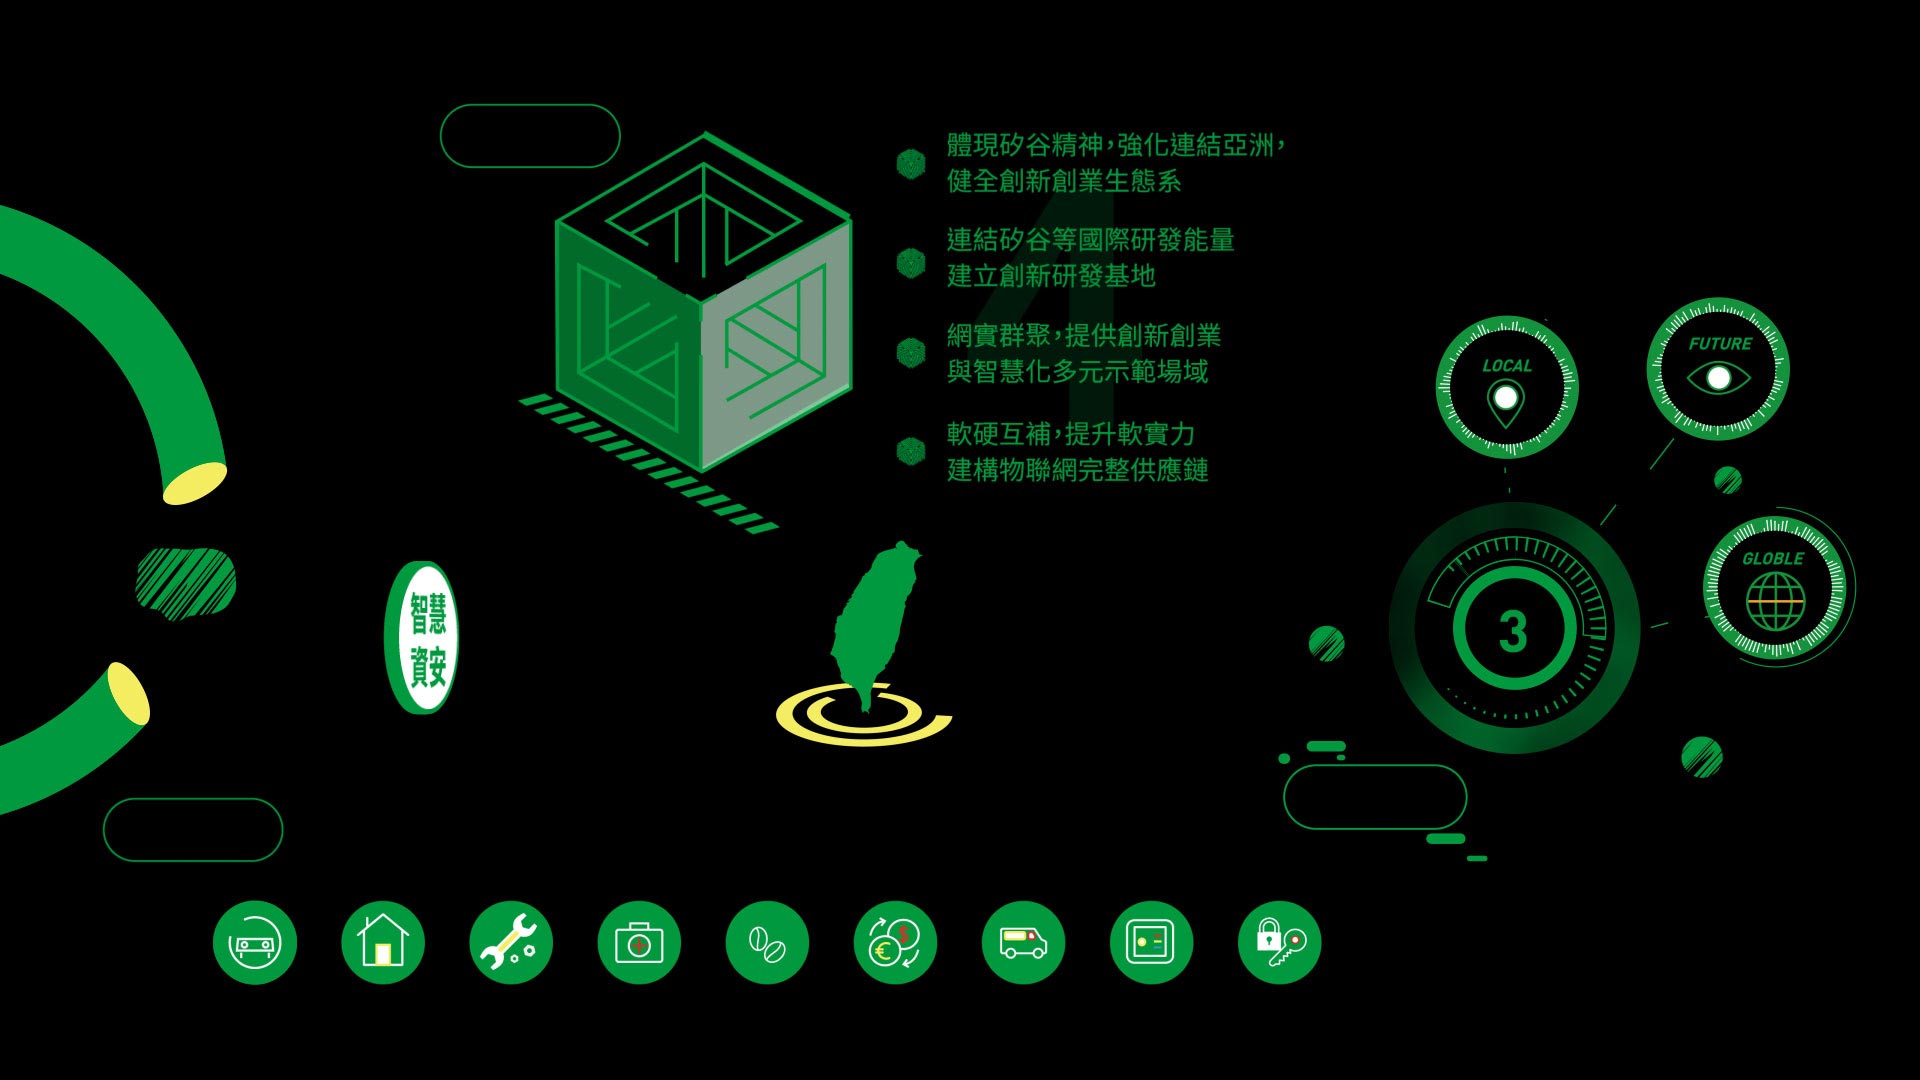 體現矽谷精神，強化連結亞洲，
健全創新創業生態系
連結矽谷等國際研發能量
建立創新研發基地
網實群聚，提供創新創業
與智慧化多元示範場域
軟硬互補，提升軟實力
建構物聯網完整供應鏈
4
LOCAL
FUTURE
GLOBLE
3
智慧
資安
$
€